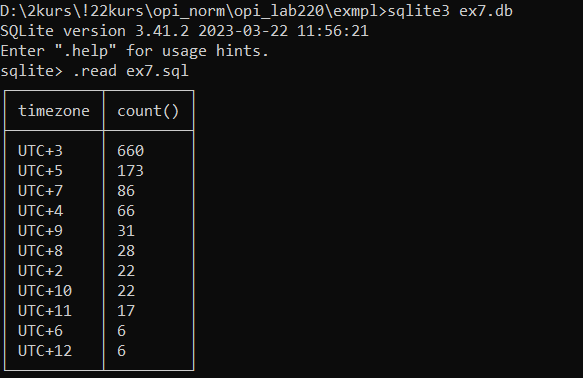 D:\2kurs\!22kurs\opi_norm\opi_lab220\exmpl>sqlite3 ex7.db
SQLite version 3.41.2 2023-03-22 11:56:21
Enter ".help" for usage hints.
sqlite> .read ex7.sql
timezone count()
UTC+3 660
UTC+5 173
UTC+7 86
UTC+4 66
UTC+9 31
UTC+8 28
UTC+2 22
UTC+10 22
UTC+11 17
UTC+6 6
UTC+12 6